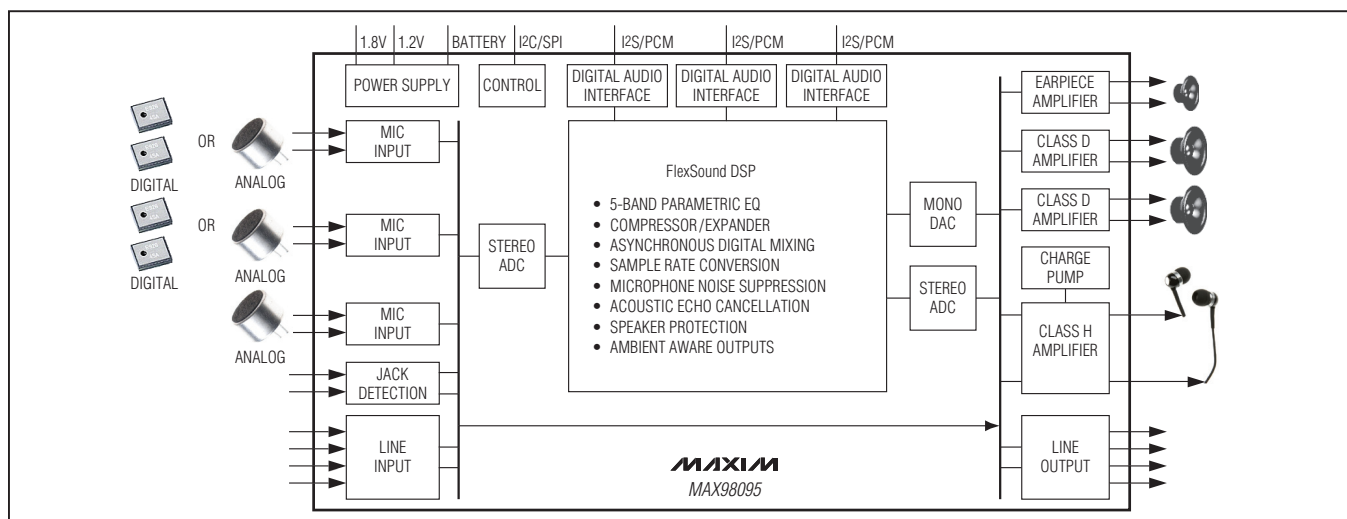 1.8V
1.2V
BATTERY
I2C/SPI
I2S/PCM
I2S/PCM
I2S/PCM
POWER SUPPLY
CONTROL
DIGITAL AUDIO
INTERFACE
DIGITAL AUDIO
INTERFACE
DIGITAL AUDIO
INTERFACE
EARPIECE
AMPLIFIER
OR
DIGITAL
ANALOG
MIC
INPUT
OR
DIGITAL
ANALOG
MIC
INPUT
ANALOG
MIC
INPUT
JACK
DETECTION
LINE
INPUT
STEREO
ADC
FlexSound DSP
• 5-BAND PARAMETRIC EQ
• COMPRESSOR/EXPANDER
• ASYNCHRONOUS DIGITAL MIXING
• SAMPLE RATE CONVERSION
• MICROPHONE NOISE SUPPRESSION
• ACOUSTIC ECHO CANCELLATION
• SPEAKER PROTECTION
• AMBIENT AWARE OUTPUTS
MONO
DAC
STEREO
ADC
CLASS D
AMPLIFIER
CLASS D
AMPLIFIER
CHARGE
PUMP
CLASS H
AMPLIFIER
LINE
OUTPUT
MAXIM
MAX98095